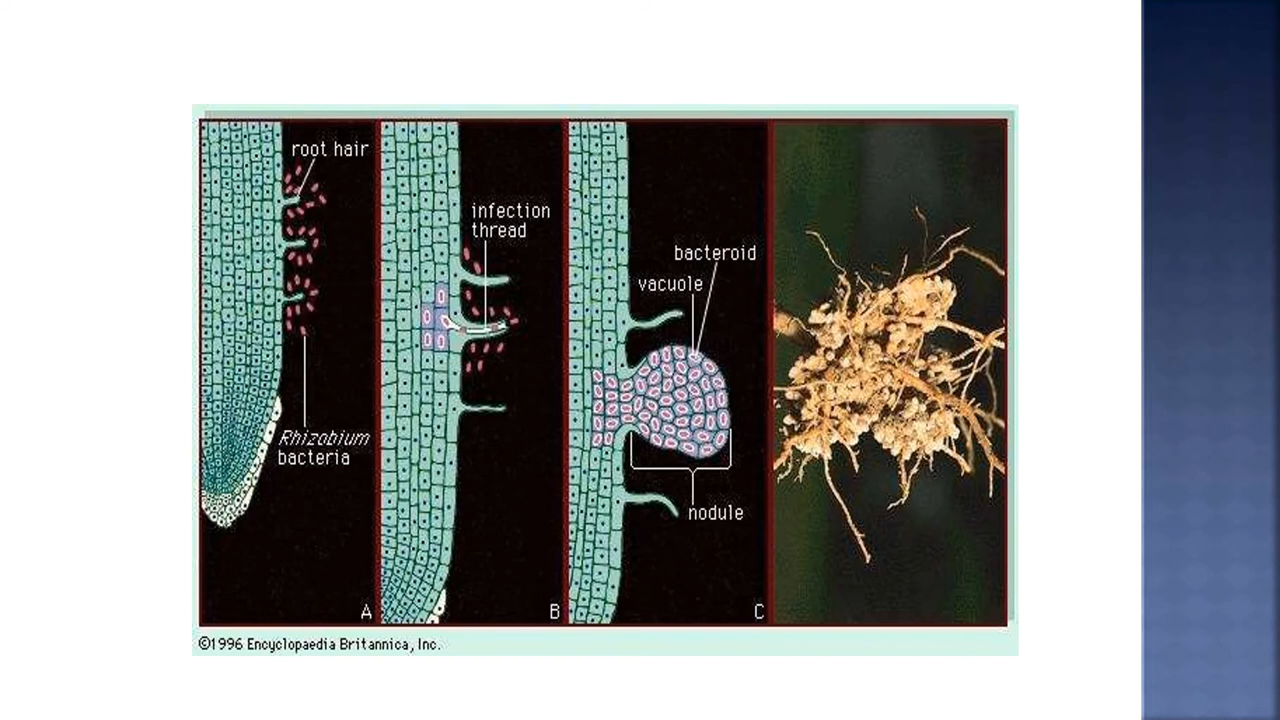 root hair
Rhizobium
bacteria
A
infection
thread
B
bacteroid
vacuole
nodule
C
©1996 Encyclopaedia Britannica, Inc.